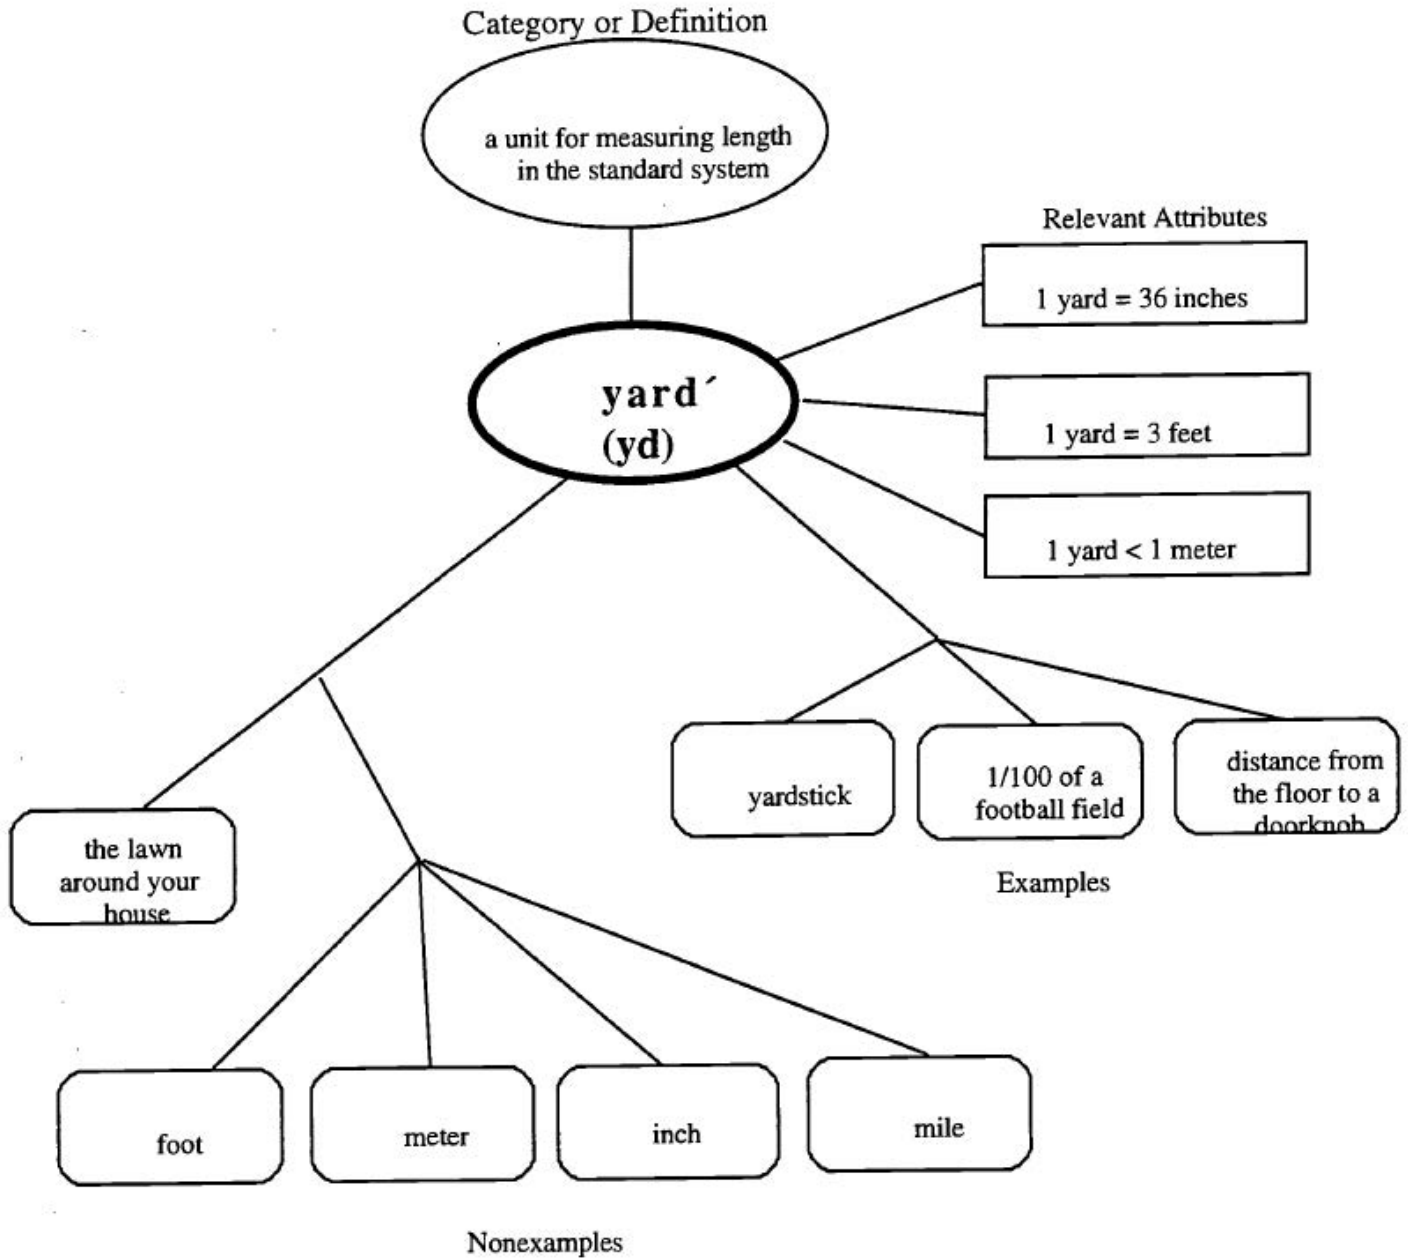 Category or Definition
a unit for measuring length
in the standard system
Relevant Attributes
1 yard = 36 inches
yard´
(yd)
1 yard = 3 feet
1 yard < 1 meter
yardstick
1/100 of a
football field
distance from
the floor to a
doorknob
Examples
the lawn
around your
house
foot
meter
inch
mile
Nonexamples